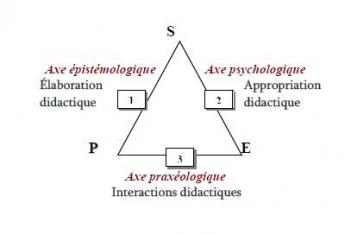 S
Axe épistémologique
Élaboration
didactique
1
Axe psychologique
Appropriation
didactique
2
P
E
3
Axe praxéologique
Interactions didactiques